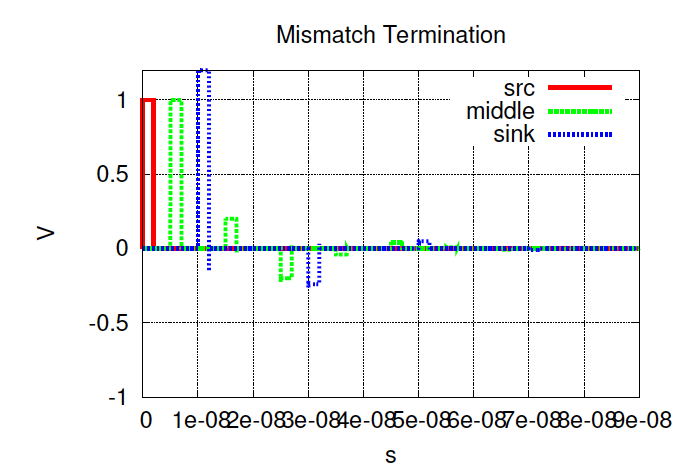 Mismatch Termination
src
middle
sink
1
0.5
0
-0.5
-1
V
0 1e-08 2e-08 3e-08 4e-08 5e-08 6e-08 7e-08 8e-08 9e-08
s